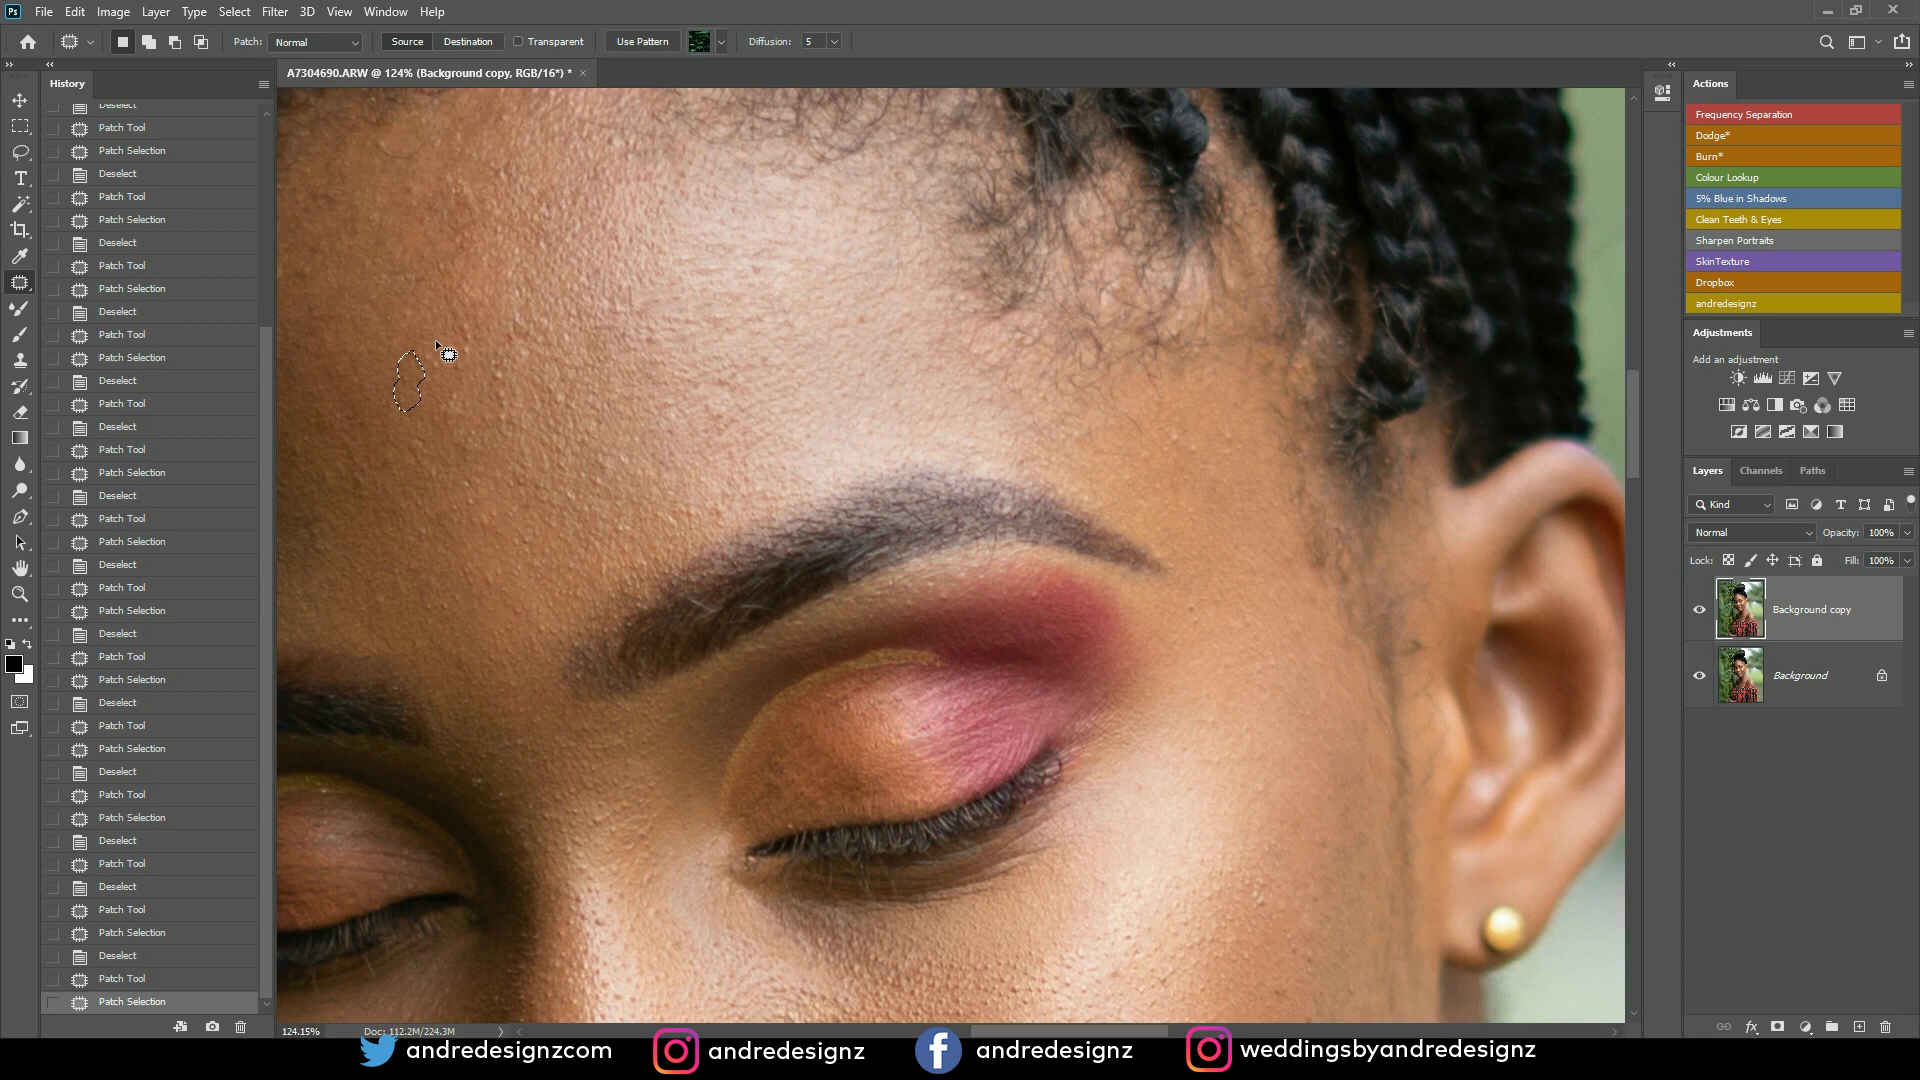 Ps File Edit Image Layer Type Select Filter 3D View Window Help
Patch: Normal Source Destination Transparent Use Pattern Diffusion: 5
A7304690.ARW @ 124% (Background copy, RGB/16*) *
History
Deselect
Patch Tool
Patch Selection
Deselect
Patch Tool
Patch Selection
Deselect
Patch Tool
Patch Selection
Deselect
Patch Tool
Patch Selection
Deselect
Patch Tool
Deselect
Patch Tool
Patch Selection
Deselect
Patch Tool
Patch Selection
Deselect
Patch Tool
Patch Selection
Deselect
Patch Tool
Patch Selection
Deselect
Patch Tool
Patch Selection
Deselect
Patch Tool
Patch Selection
Deselect
Patch Tool
Deselect
Patch Tool
Patch Selection
Deselect
Patch Tool
Patch Selection
Actions
Frequency Separation
Dodge*
Burn*
Colour Lookup
5% Blue in Shadows
Clean Teeth & Eyes
Sharpen Portraits
SkinTexture
Dropbox
andredesignz
Adjustments
Add an adjustment
Layers Channels Paths
Kind
Normal Opacity: 100%
Lock: Fill: 100%
Background copy
Background
124.15% Doc: 112.2M/224.3M
andredesignzcom andredesignz andredesignz weddingsbyandredesignz